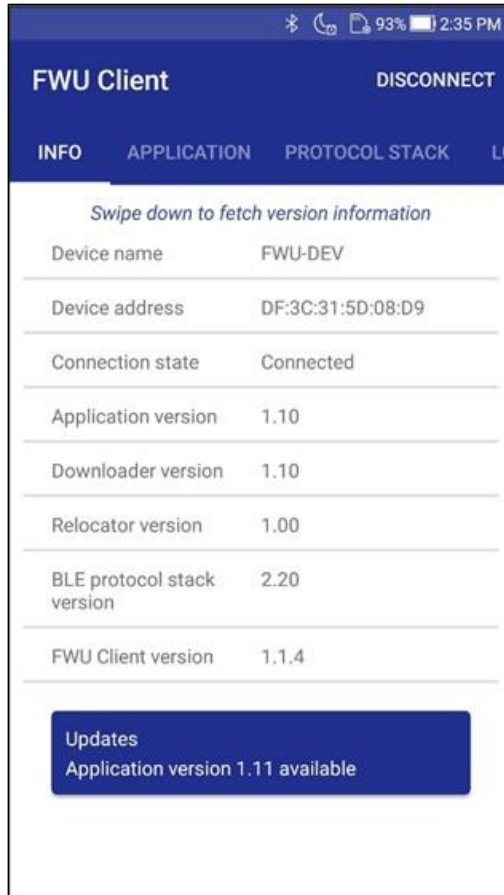 93% 2:35 PM
FWU Client DISCONNECT
INFO APPLICATION PROTOCOL STACK
Swipe down to fetch version information
Device name FWU-DEV
Device address DF:3C:31:5D:08:D9
Connection state Connected
Application version 1.10
Downloader version 1.10
Relocator version 1.00
BLE protocol stack 2.20
version
FWU Client version 1.1.4
Updates
Application version 1.11 available